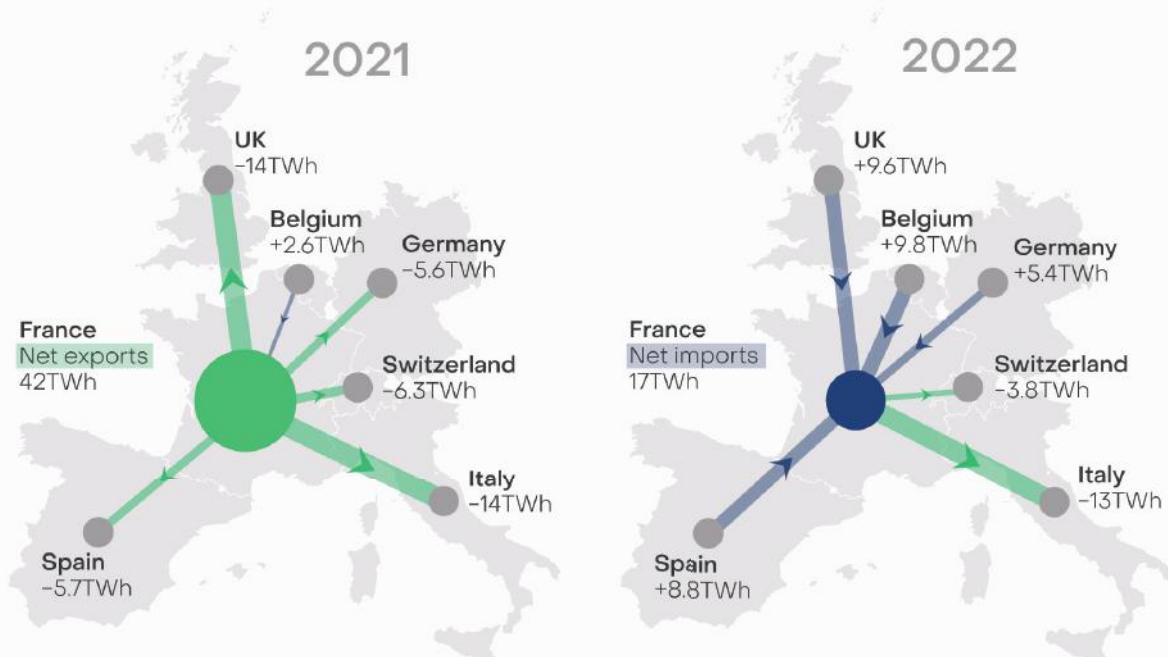 2021
UK
−14TWh
Belgium
+2.6TWh
Germany
−5.6TWh
France
Net exports
42TWh
Switzerland
−6.3TWh
Italy
−14TWh
Spain
−5.7TWh
2022
UK
+9.6TWh
Belgium
+9.8TWh
Germany
+5.4TWh
France
Net imports
17TWh
Switzerland
−3.8TWh
Italy
−13TWh
Spain
+8.8TWh